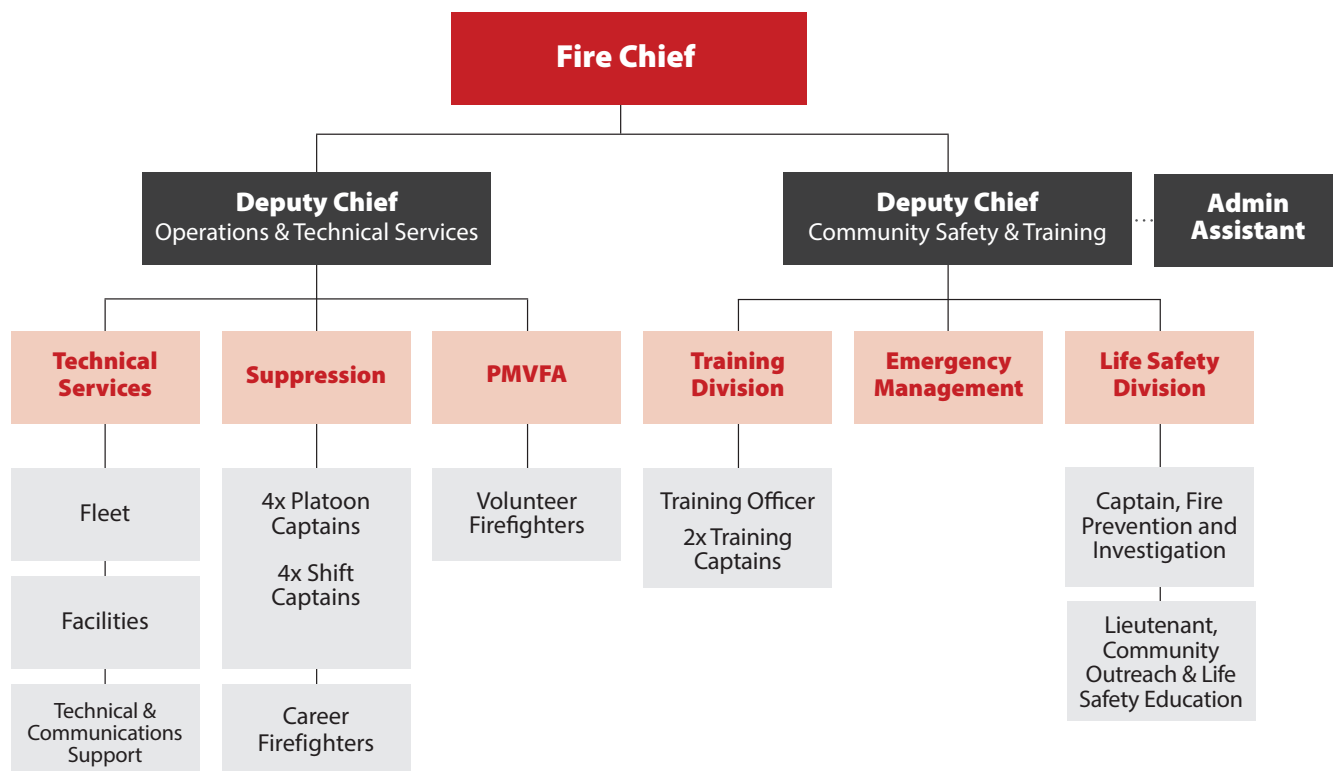 Fire Chief
Deputy Chief
Operations & Technical Services
Deputy Chief
Community Safety & Training
Admin
Assistant
Technical
Services
Suppression
PMVFA
Training
Division
Emergency
Management
Life Safety
Division
Fleet
Facilities
Technical &
Communications
Support
4x Platoon
Captains
4x Shift
Captains
Career
Firefighters
Volunteer
Firefighters
Training Officer
2x Training
Captains
Captain, Fire
Prevention and
Investigation
Lieutenant,
Community
Outreach & Life
Safety Education